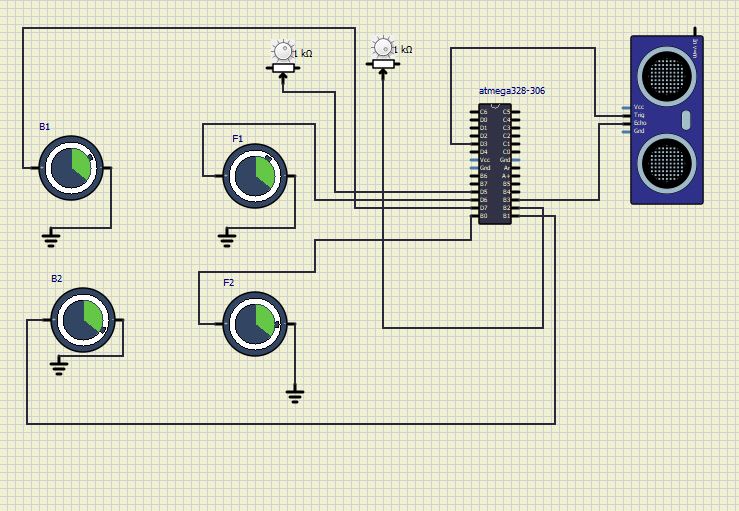 1 kΩ
1 kΩ
atmega328-306
B1
F1
C6 C5
D0 C4
D1 C3
D2 C2
D3 C1
D4 C0
Vcc Gnd
Gnd Ar
B6 A+
B7 B5
D5 B4
D6 B3
D7 B2
B0 B1
Vcc
Trig
Echo
Gnd
B2
F2